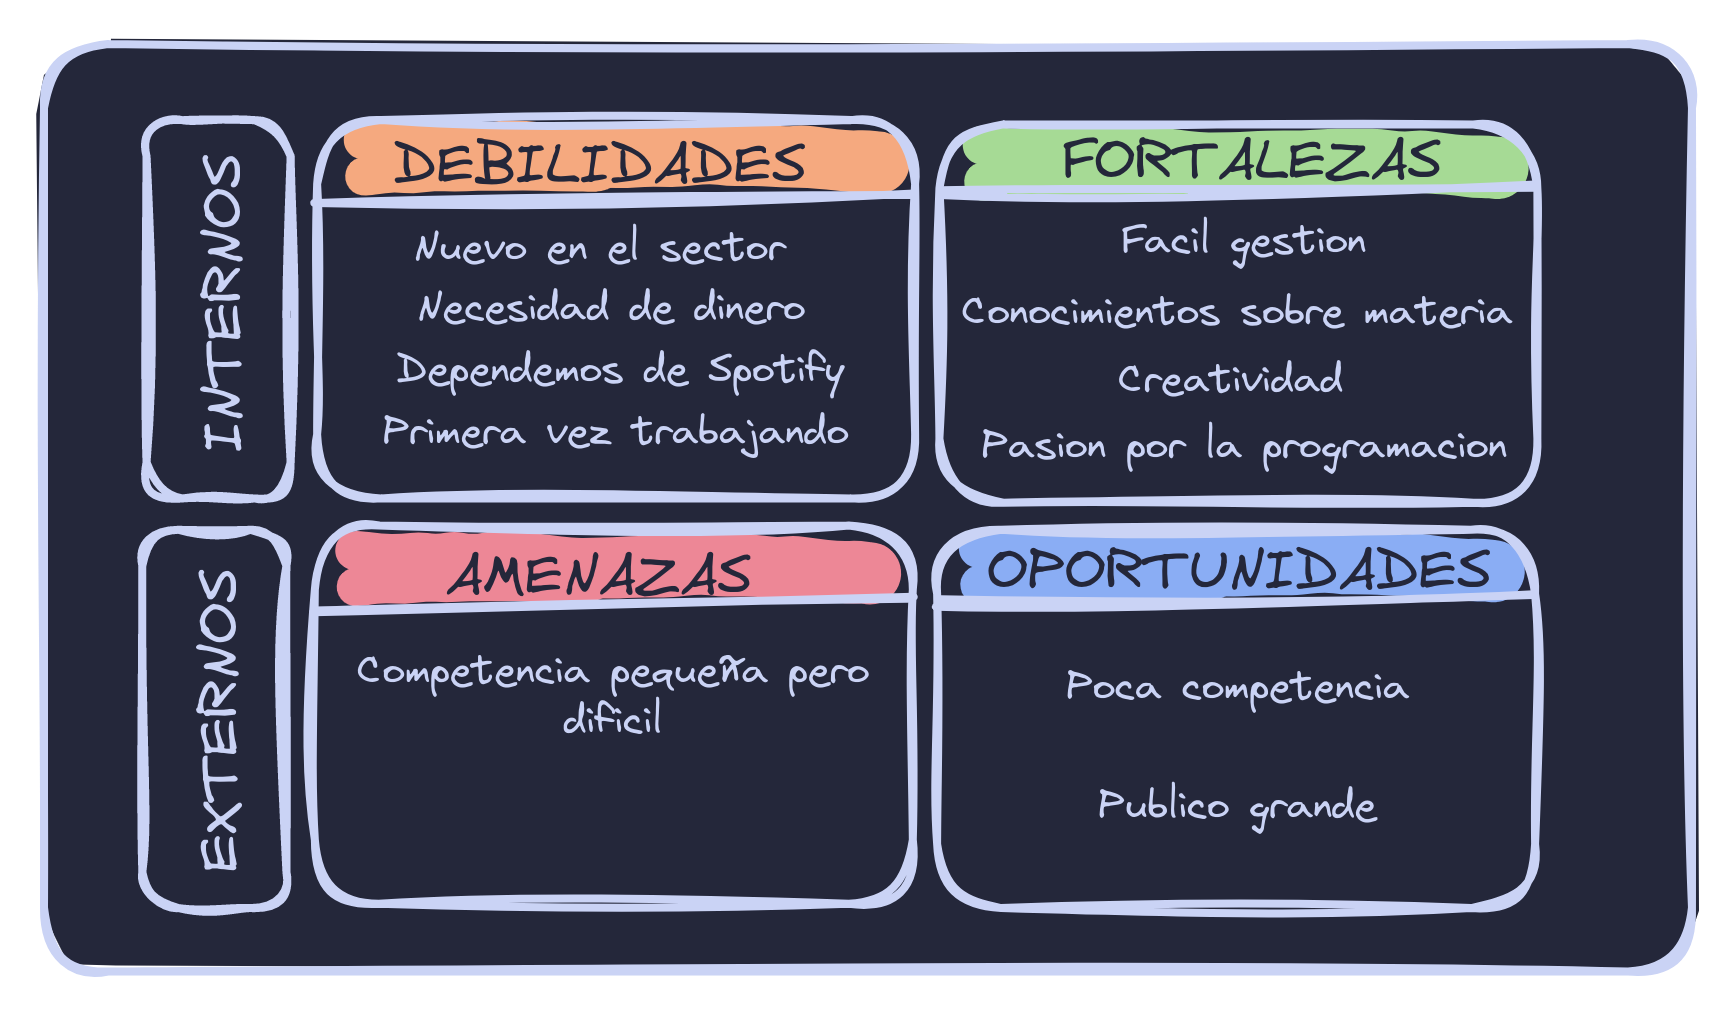 INTERNOS
DEBILIDADES
Nuevo en el sector
Necesidad de dinero
Dependemos de Spotify
Primera vez trabajando
FORTALEZAS
Facil gestion
Conocimientos sobre materia
Creatividad
Pasion por la programacion
EXTERNOS
AMENAZAS
Competencia pequeña pero
dificil
OPORTUNIDADES
Poca competencia
Publico grande